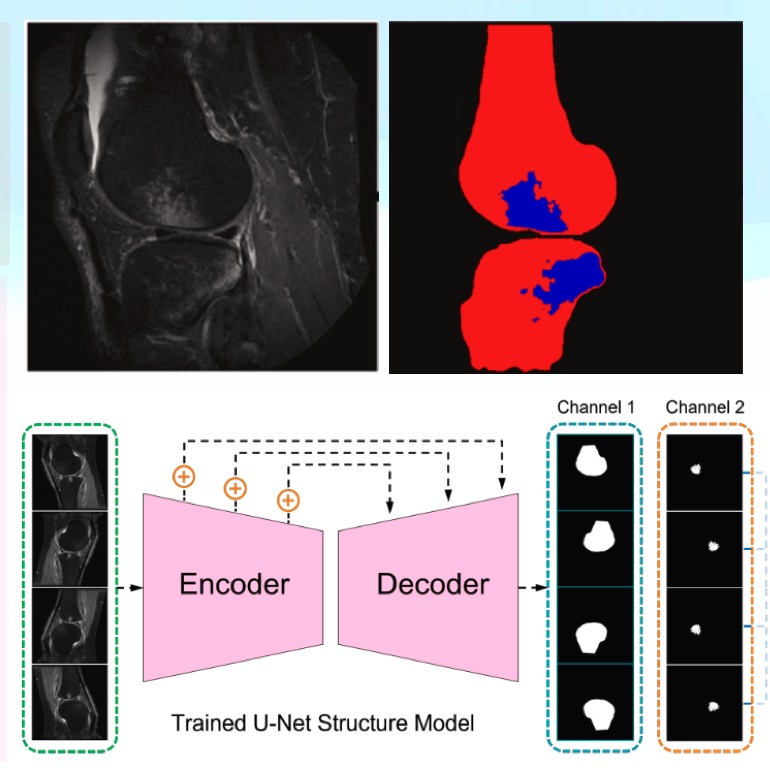 Channel 1
Channel 2
Encoder
Decoder
Trained U-Net Structure Model